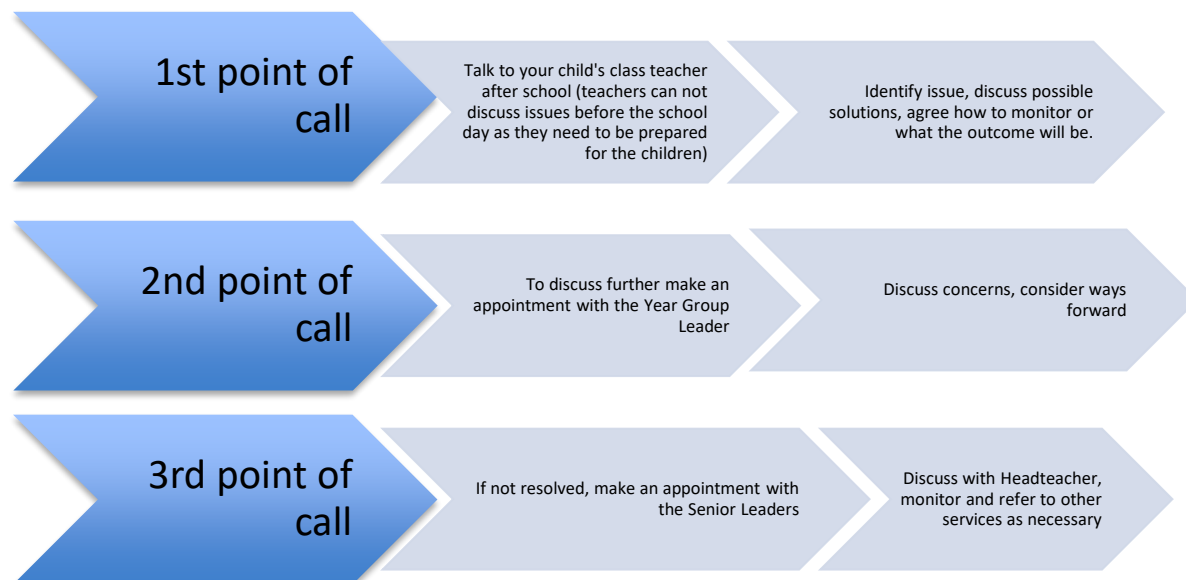 1st point of
call
Talk to your child's class teacher
after school (teachers can not
discuss issues before the school
day as they need to be prepared
for the children)
Identify issue, discuss possible
solutions, agree how to monitor or
what the outcome will be.
2nd point of
call
To discuss further make an
appointment with the Year Group
Leader
Discuss concerns, consider ways
forward
3rd point of
call
If not resolved, make an appointment with
the Senior Leaders
Discuss with Headteacher,
monitor and refer to other
services as necessary